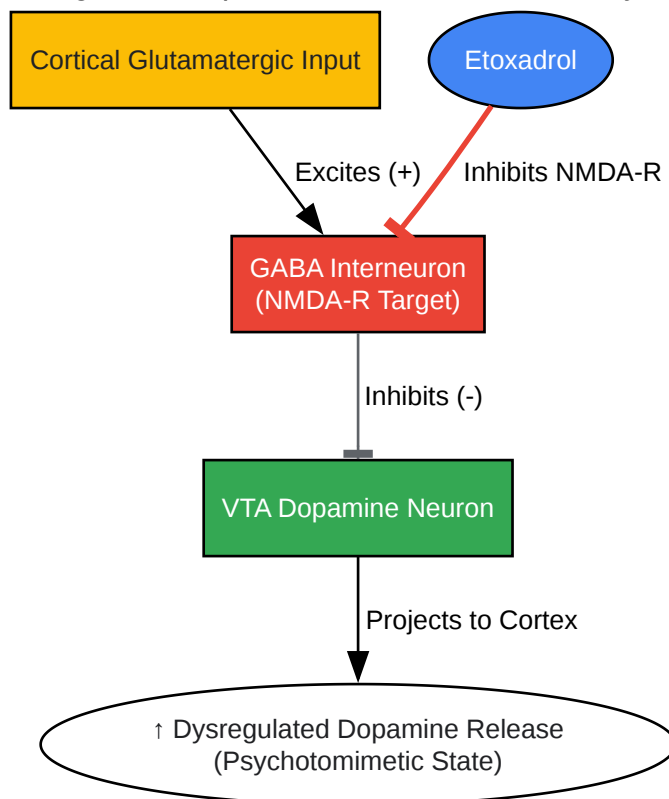 Cortical Glutamatergic Input
Etoxadrol
Excites (+)
Inhibits NMDA-R
GABA Interneuron
(NMDA-R Target)
Inhibits (-)
VTA Dopamine Neuron
Projects to Cortex
↑ Dysregulated Dopamine Release
(Psychotomimetic State)